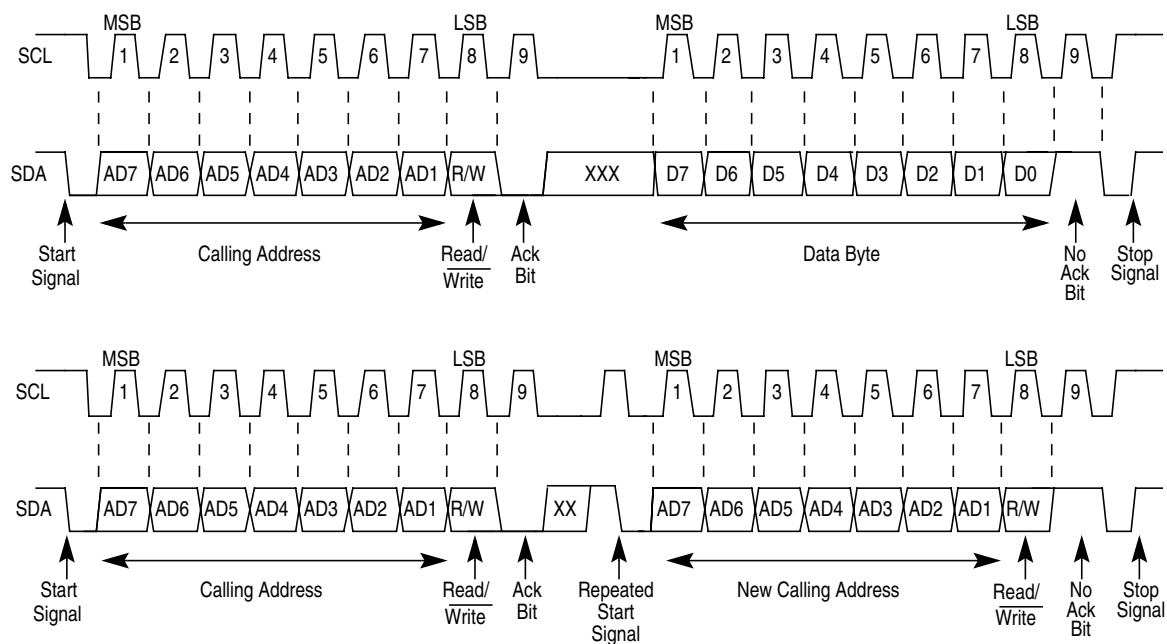 MSB LSB MSB LSB
SCL 1 2 3 4 5 6 7 8 9 1 2 3 4 5 6 7 8 9
SDA AD7 AD6 AD5 AD4 AD3 AD2 AD1 R/W XXX D7 D6 D5 D4 D3 D2 D1 D0
Start Signal
Calling Address
Read/ Write
Ack Bit
Data Byte
No Ack Bit
Stop Signal
MSB LSB MSB LSB
SCL 1 2 3 4 5 6 7 8 9 1 2 3 4 5 6 7 8 9
SDA AD7 AD6 AD5 AD4 AD3 AD2 AD1 R/W XX AD7 AD6 AD5 AD4 AD3 AD2 AD1 R/W
Start Signal
Calling Address
Read/ Write
Ack Bit
Repeated Start Signal
New Calling Address
Read/ Write
No Ack Bit
Stop Signal